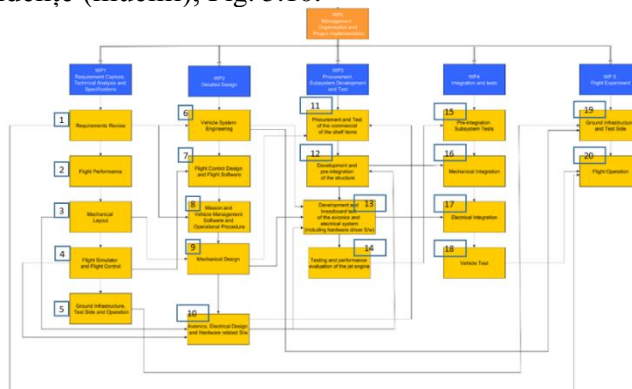 Fig. 3.10.
WP0
Management
Organisation and
Project Implementation
WP1
Requirement Capture,
Technical Analysis and
Specifications
WP2
Detailed Design
WP3
Procurement
Subsystem Development
and Test
WP4
Integration and tests
WP 5
Flight Experiment
1
Requirements Review
2
Flight Performance
3
Mechanical
Layout
4
Flight Simulator
and Flight Control
5
Ground Infrastructure,
Test Side and Operation
6
Vehicle System
Engineering
7
Flight Control Design
and Flight Software
8
Mission and
Vehicle Management
Software and
Operational Procedure
9
Mechanical Design
10
Avionics, Electrical Design
and Hardware related S/w
11
Procurement and Test
of the commercial
of the shelf items
12
Development and
pre-integration
of the structure
13
Development and
breadboard test
of the avionics and
electrical system
(including hardware driver S/w)
14
Testing and performance
evaluation of the jet engine
15
Pre-integration
Subsystem Tests
16
Mechanical Integration
17
Electrical Integration
18
Vehicle Test
19
Ground Infrastructure
and Test Side
20
Flight Operation